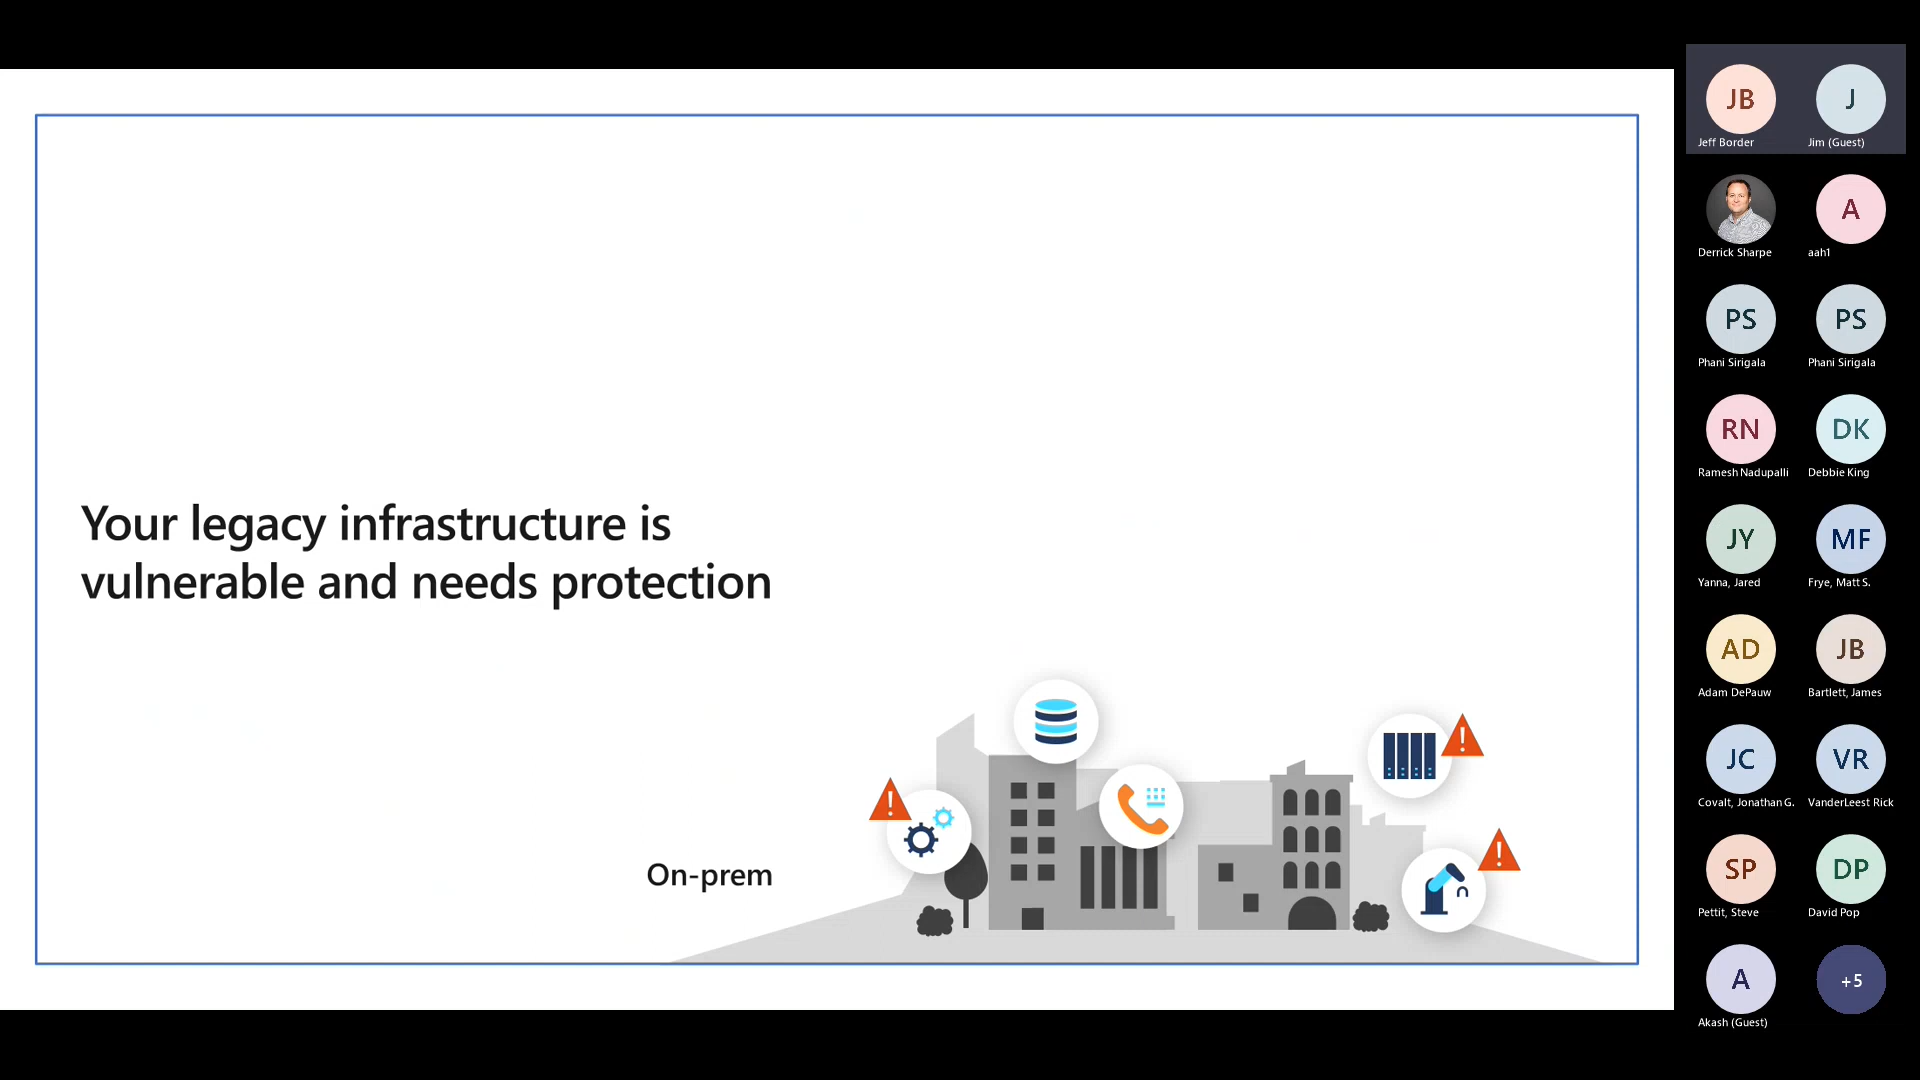 Your legacy infrastructure is
vulnerable and needs protection
On-prem
JB
Jeff Border
J
Jim (Guest)
Derrick Sharpe
A
aah1
PS
Phani Sirigala
PS
Phani Sirigala
RN
Ramesh Nadupalli
DK
Debbie King
JY
Yanna, Jared
MF
Frye, Matt S.
AD
Adam DePauw
JB
Bartlett, James
JC
Covalt, Jonathan G.
VR
VanderLeest Rick
SP
Pettit, Steve
DP
David Pop
A
Akash (Guest)
+5